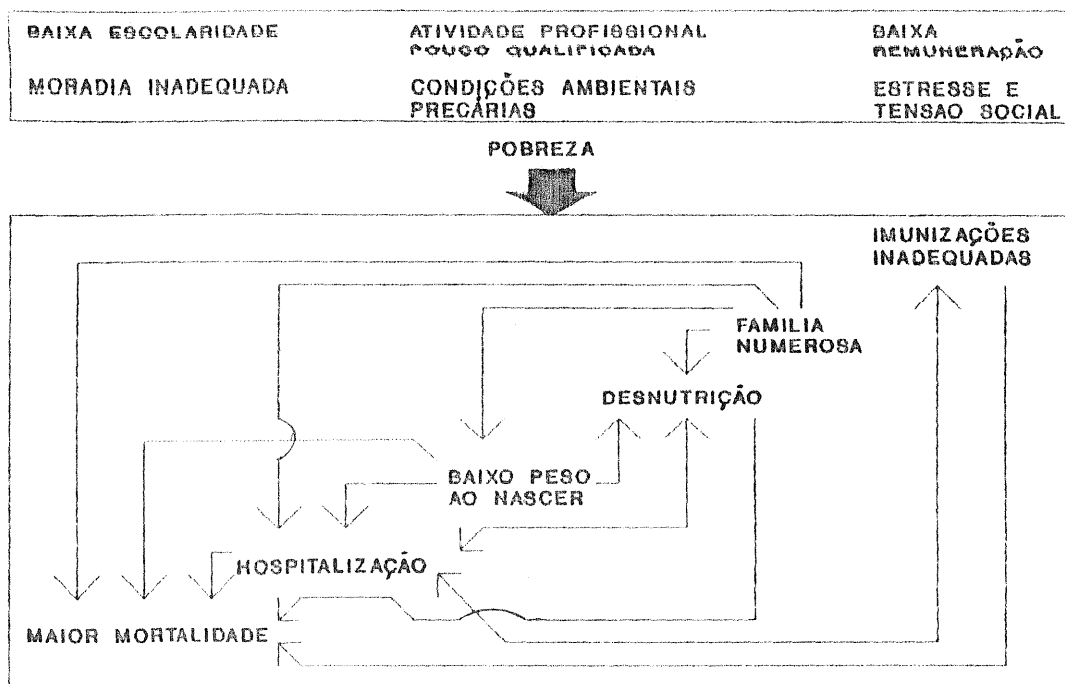 BAIXA ESCOLARIDADE
ATIVIDADE PROFISSIONAL
POUCO QUALIFICADA
BAIXA
REMUNERAÇÃO
MORADIA INADEQUADA
CONDIÇÕES AMBIENTAIS
PRECÁRIAS
ESTRESSE E
TENSAO SOCIAL
POBREZA
IMUNIZAÇÕES
INADEQUADAS
FAMILIA
NUMEROSA
DESNUTRIÇÃO
BAIXO PESO
AO NASCER
HOSPITALIZAÇÃO
MAIOR MORTALIDADE